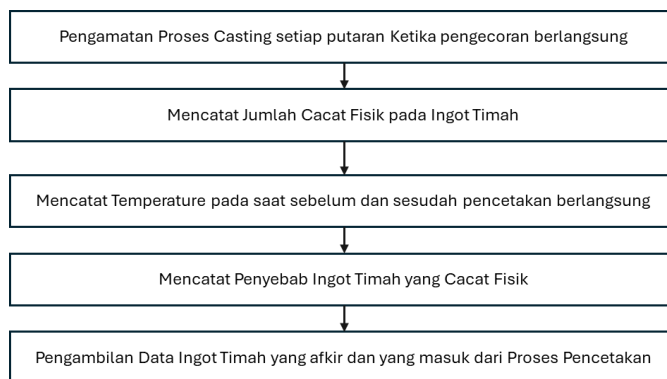 Pengamatan Proses Casting setiap putaran Ketika pengecoran berlangsung
Mencatat Jumlah Cacat Fisik pada Ingot Timah
Mencatat Temperature pada saat sebelum dan sesudah pencetakan berlangsung
Mencatat Penyebab Ingot Timah yang Cacat Fisik
Pengambilan Data Ingot Timah yang afkir dan yang masuk dari Proses Pencetakan